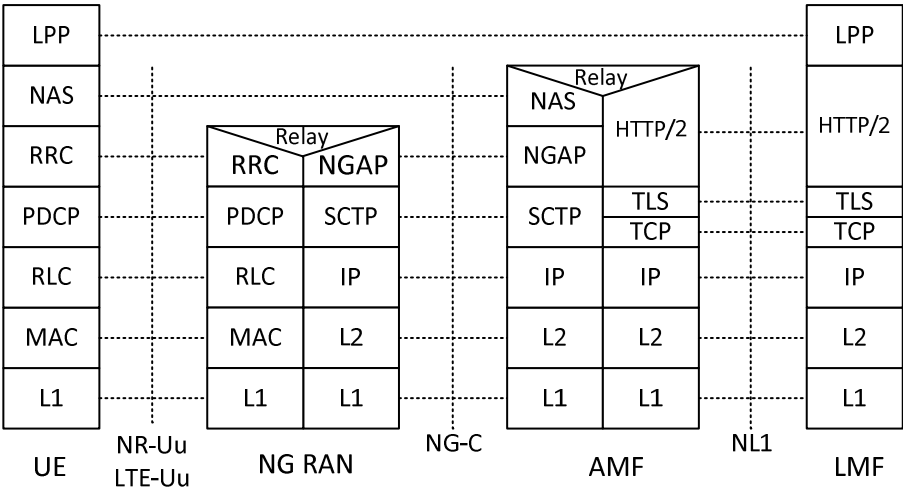 LPP LPP
Relay
NAS NAS HTTP/2 HTTP/2
Relay
RRC RRC NGAP NGAP
PDCP PDCP SCTP SCTP TLS TLS
TCP TCP
RLC RLC IP IP IP IP
MAC MAC L2 L2 L2 L2
L1 L1 L1 L1 L1 L1
NR-Uu NG-C NL1
LTE-Uu
UE NG RAN AMF LMF